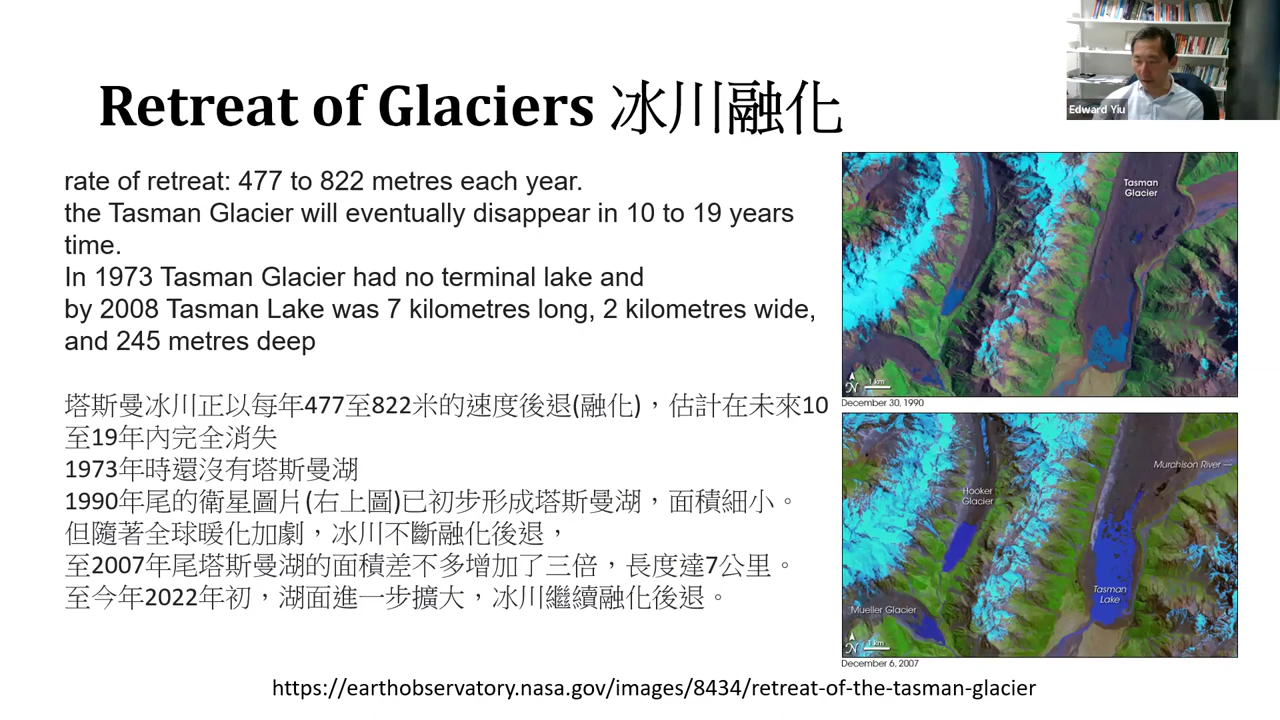 Retreat of Glaciers 冰川融化
Edward Yiu
rate of retreat: 477 to 822 metres each year.
the Tasman Glacier will eventually disappear in 10 to 19 years
time.
In 1973 Tasman Glacier had no terminal lake and
by 2008 Tasman Lake was 7 kilometres long, 2 kilometres wide,
and 245 metres deep
塔斯曼冰川正以每年477至822米的速度後退(融化)，估計在未來10
至19年內完全消失
1973年時還沒有塔斯曼湖
1990年尾的衛星圖片(右上圖)已初步形成塔斯曼湖，面積細小。
但隨著全球暖化加劇，冰川不斷融化後退，
至2007年尾塔斯曼湖的面積差不多增加了三倍，長度達7公里。
至今年2022年初，湖面進一步擴大，冰川繼續融化後退。
Tasman
Glacier
N
1 km
December 30, 1990
Murchison River
Hooker
Glacier
Tasman
Lake
Mueller Glacier
N
1 km
December 6, 2007
https://earthobservatory.nasa.gov/images/8434/retreat-of-the-tasman-glacier